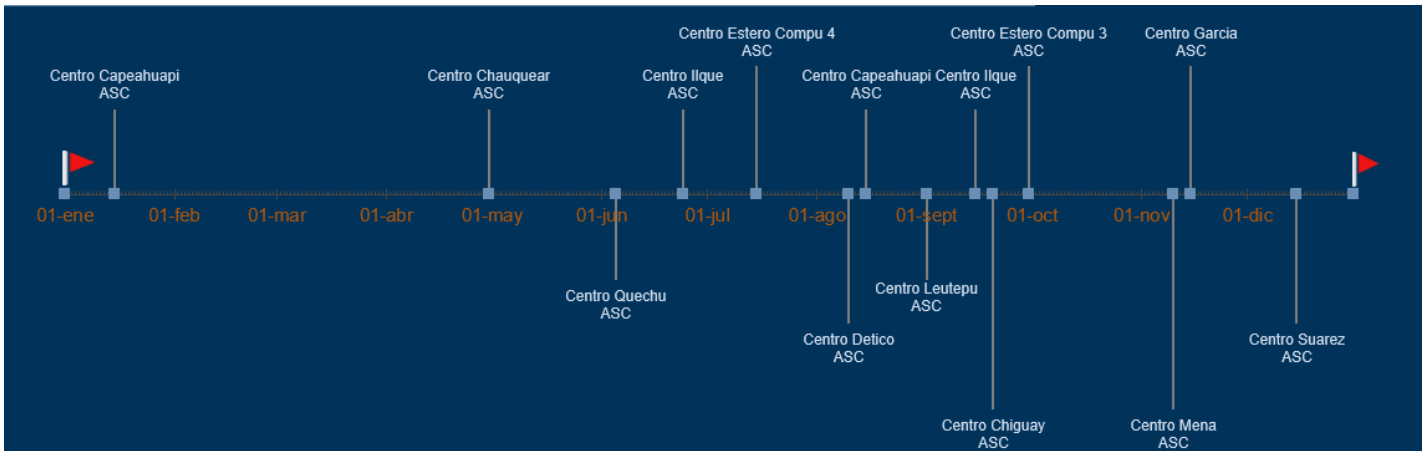 Centro Estero Compu 4
ASC
Centro Estero Compu 3
ASC
Centro Garcia
ASC
Centro Capeahuapi
ASC
Centro Chauquear
ASC
Centro Ilque
ASC
Centro Capeahuapi
ASC
Centro Ilque
ASC
01-ene
01-feb
01-mar
01-abr
01-may
01-jun
01-jul
01-ago
01-sept
01-oct
01-nov
01-dic
Centro Quechu
ASC
Centro Leutepu
ASC
Centro Detico
ASC
Centro Suarez
ASC
Centro Chiguay
ASC
Centro Mena
ASC